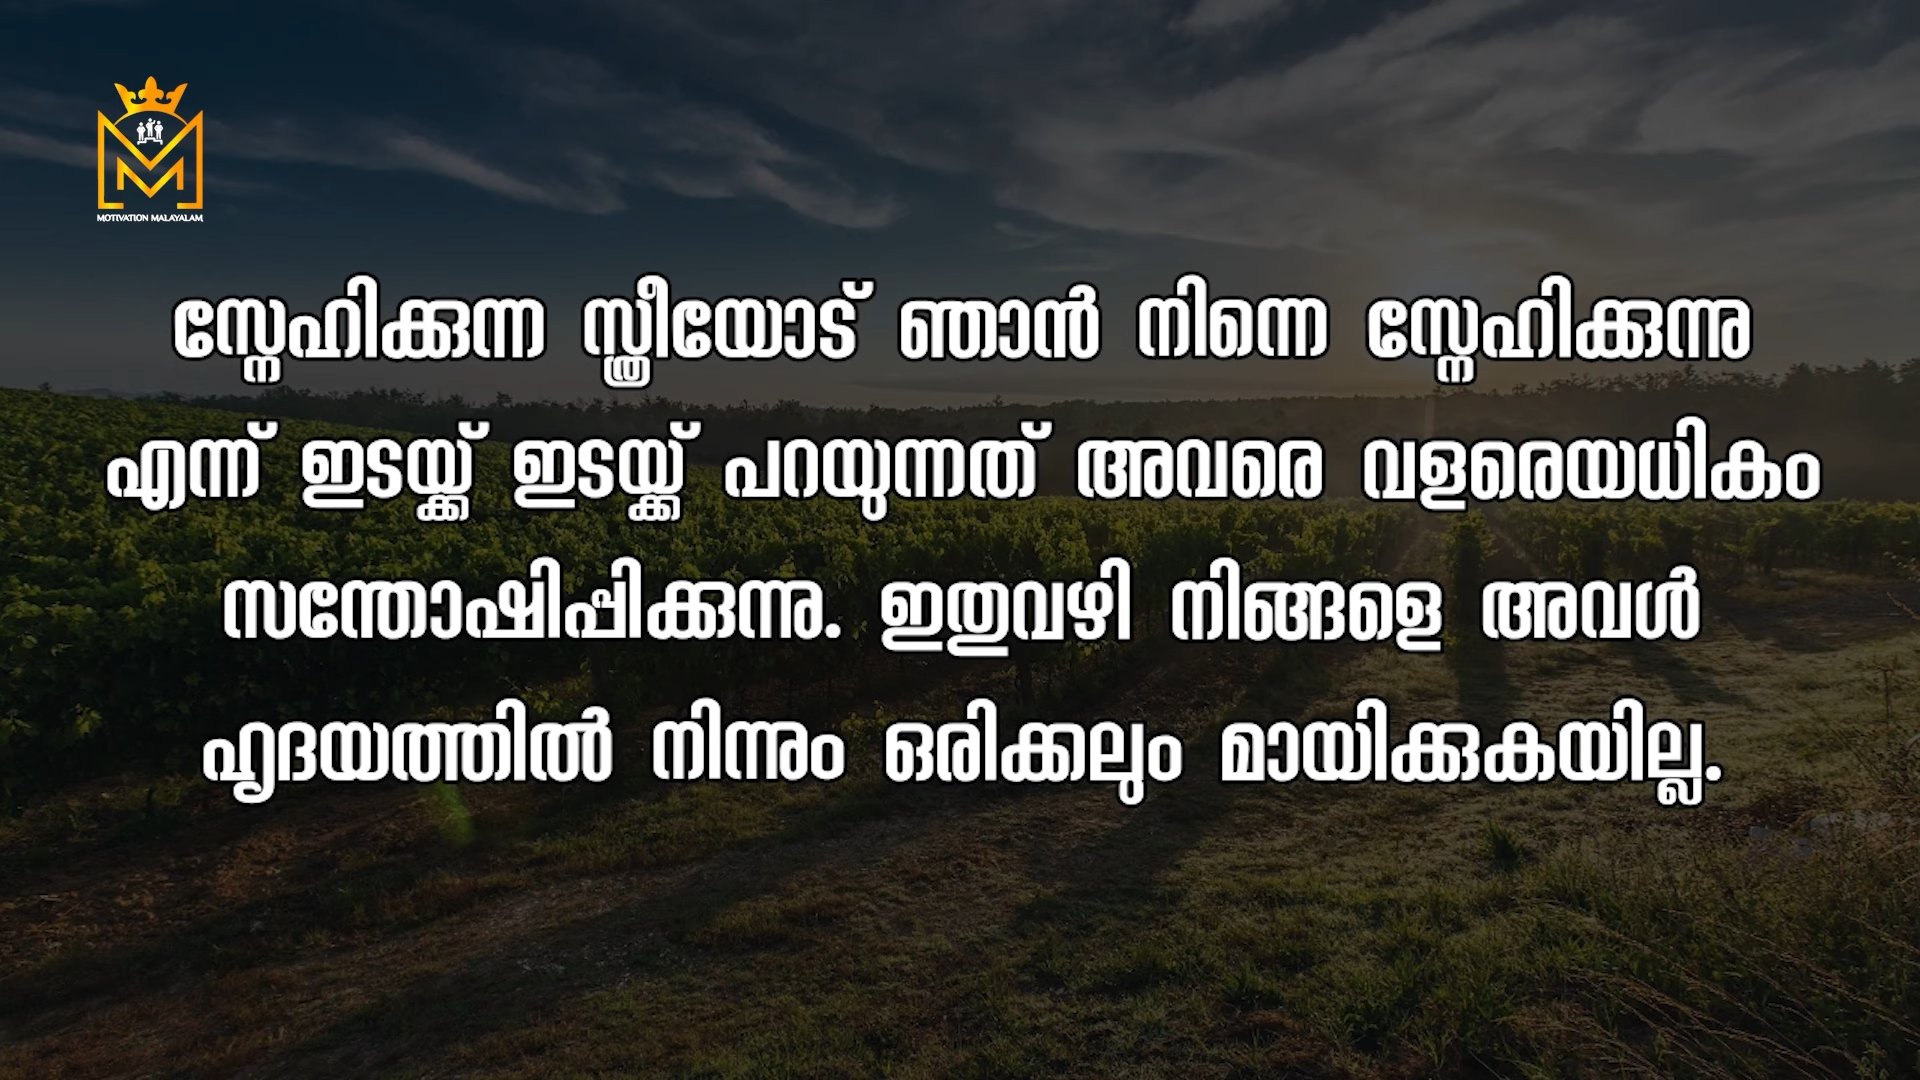 MOTIVATION MALAYALAM
സ്നേഹിക്കുന്ന സ്ത്രീയോട് ഞാൻ നിന്നെ സ്നേഹിക്കുന്നു
എന്ന് ഇടയ്ക്ക് ഇടയ്ക്ക് പറയുന്നത് അവരെ വളരെയധികം
സന്തോഷിപ്പിക്കുന്നു. ഇതുവഴി നിങ്ങളെ അവൾ
ഹൃദയത്തിൽ നിന്നും ഒരിക്കലും മായിക്കുകയില്ല.